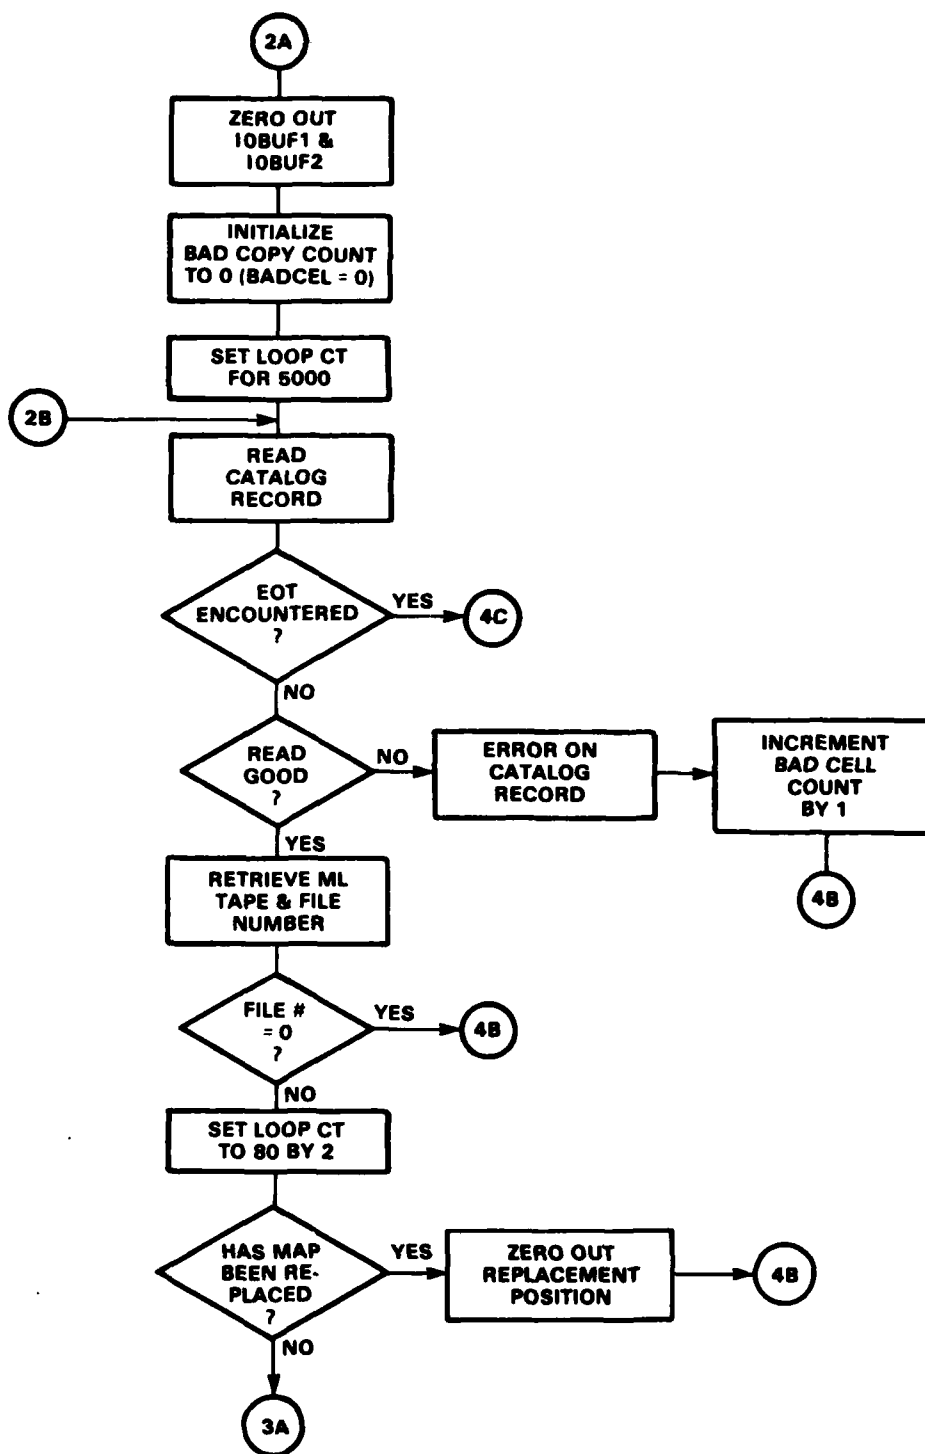 2A
ZERO OUT
IOBUF1 &
IOBUF2
INITIALIZE
BAD COPY COUNT
TO 0 (BADCEL = 0)
SET LOOP CT
FOR 5000
2B
READ
CATALOG
RECORD
EOT
ENCOUNTERED
?
YES
4C
NO
READ
GOOD
?
NO
ERROR ON
CATALOG
RECORD
INCREMENT
BAD CELL
COUNT
BY 1
4B
YES
RETRIEVE ML
TAPE & FILE
NUMBER
FILE #
= 0
?
YES
4B
NO
SET LOOP CT
TO 80 BY 2
HAS MAP
BEEN RE-
PLACED
?
YES
ZERO OUT
REPLACEMENT
POSITION
4B
NO
3A